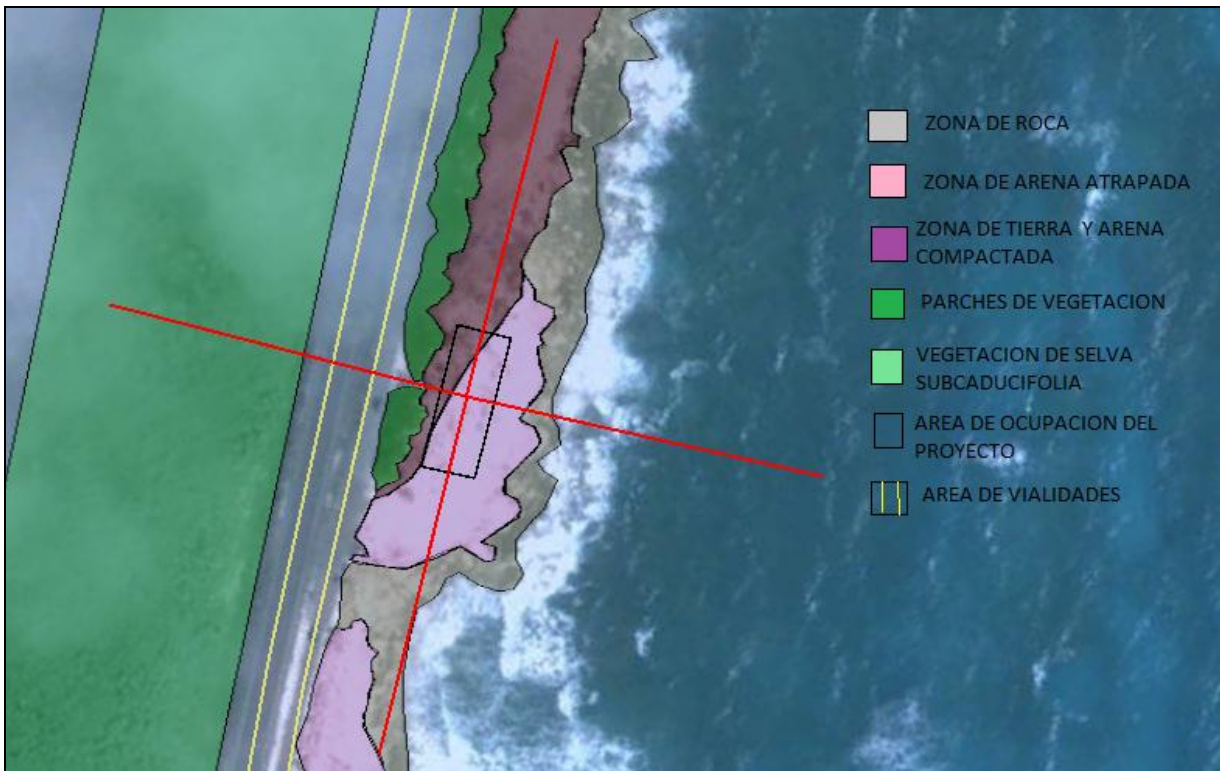 ZONA DE ROCA
ZONA DE ARENA ATRAPADA
ZONA DE TIERRA Y ARENA
COMPACTADA
PARCHES DE VEGETACION
VEGETACION DE SELVA
SUBCADUCIFOLIA
AREA DE OCUPACION DEL
PROYECTO
AREA DE VIALIDADES